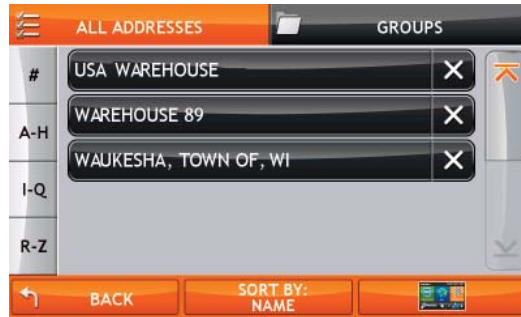 ALL ADDRESSES
GROUPS
#
A-H
I-Q
R-Z
USA WAREHOUSE
WAREHOUSE 89
WAUKESHA, TOWN OF, WI
BACK
SORT BY:
NAME